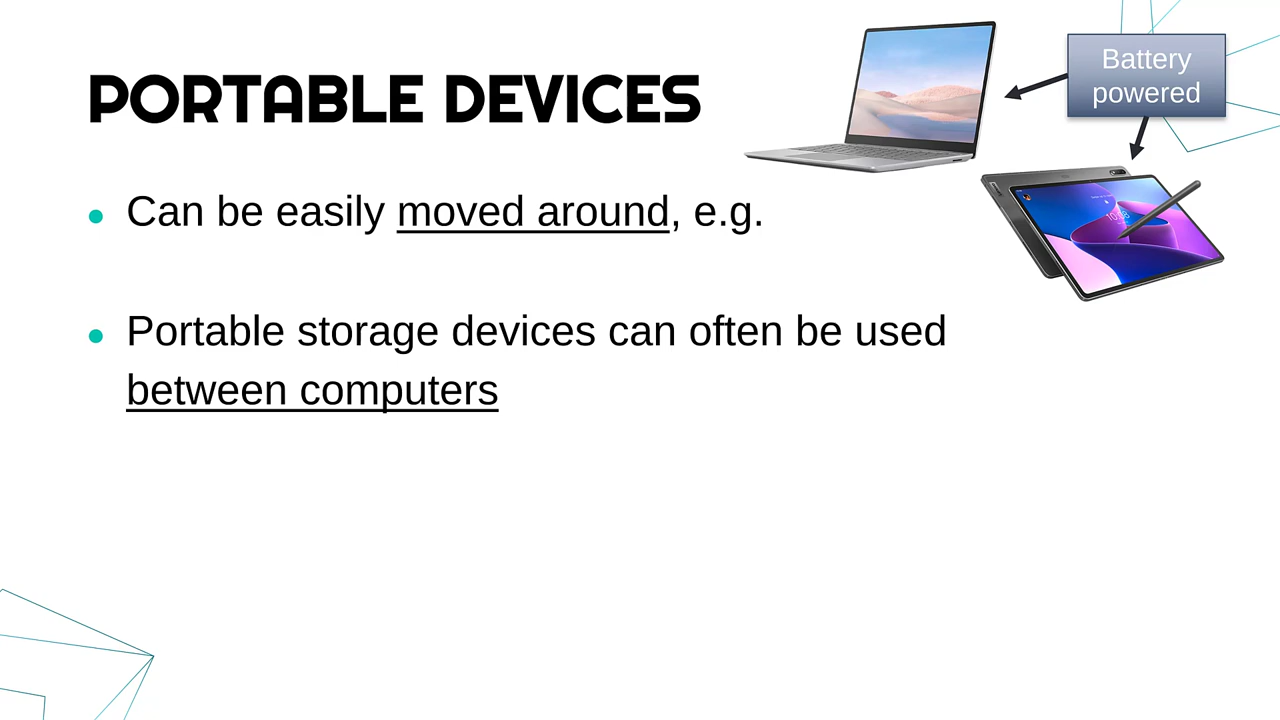 PORTABLE DEVICES
Battery
powered
Can be easily moved around, e.g.
Portable storage devices can often be used
between computers